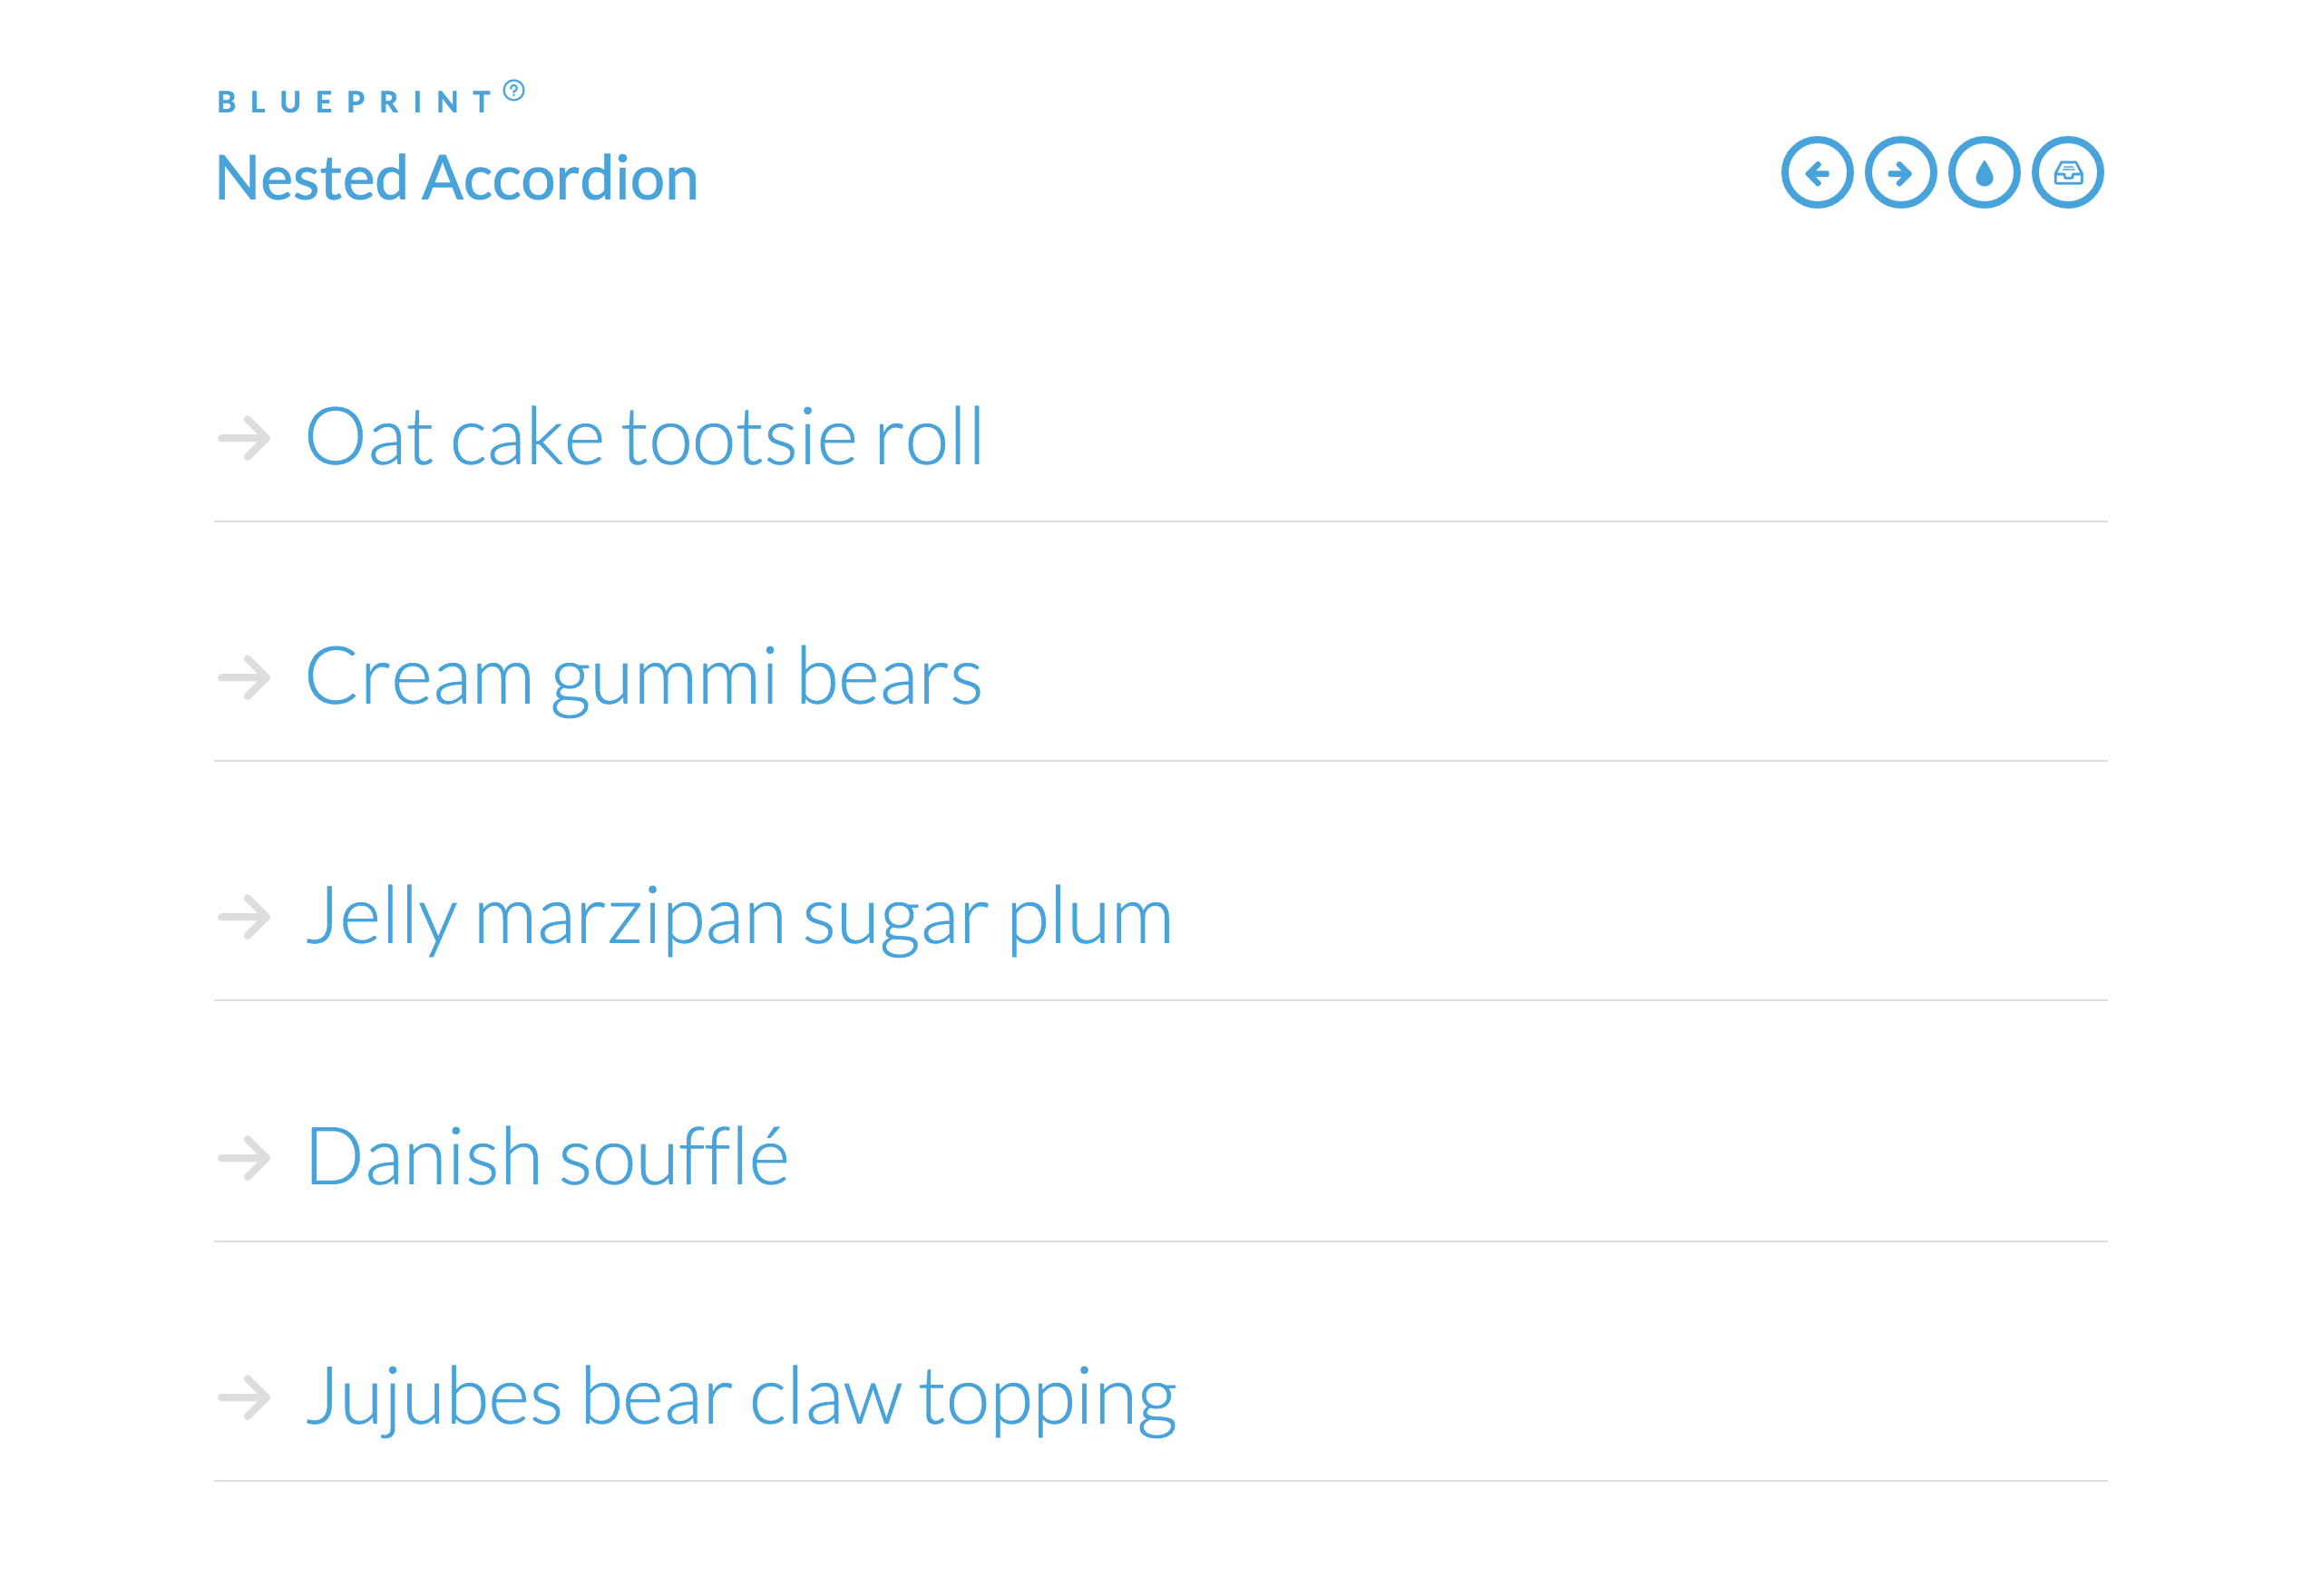 BLUEPRINT
Nested Accordion
Oat cake tootsie roll
Cream gummi bears
Jelly marzipan sugar plum
Danish soufflé
Jujubes bear claw topping